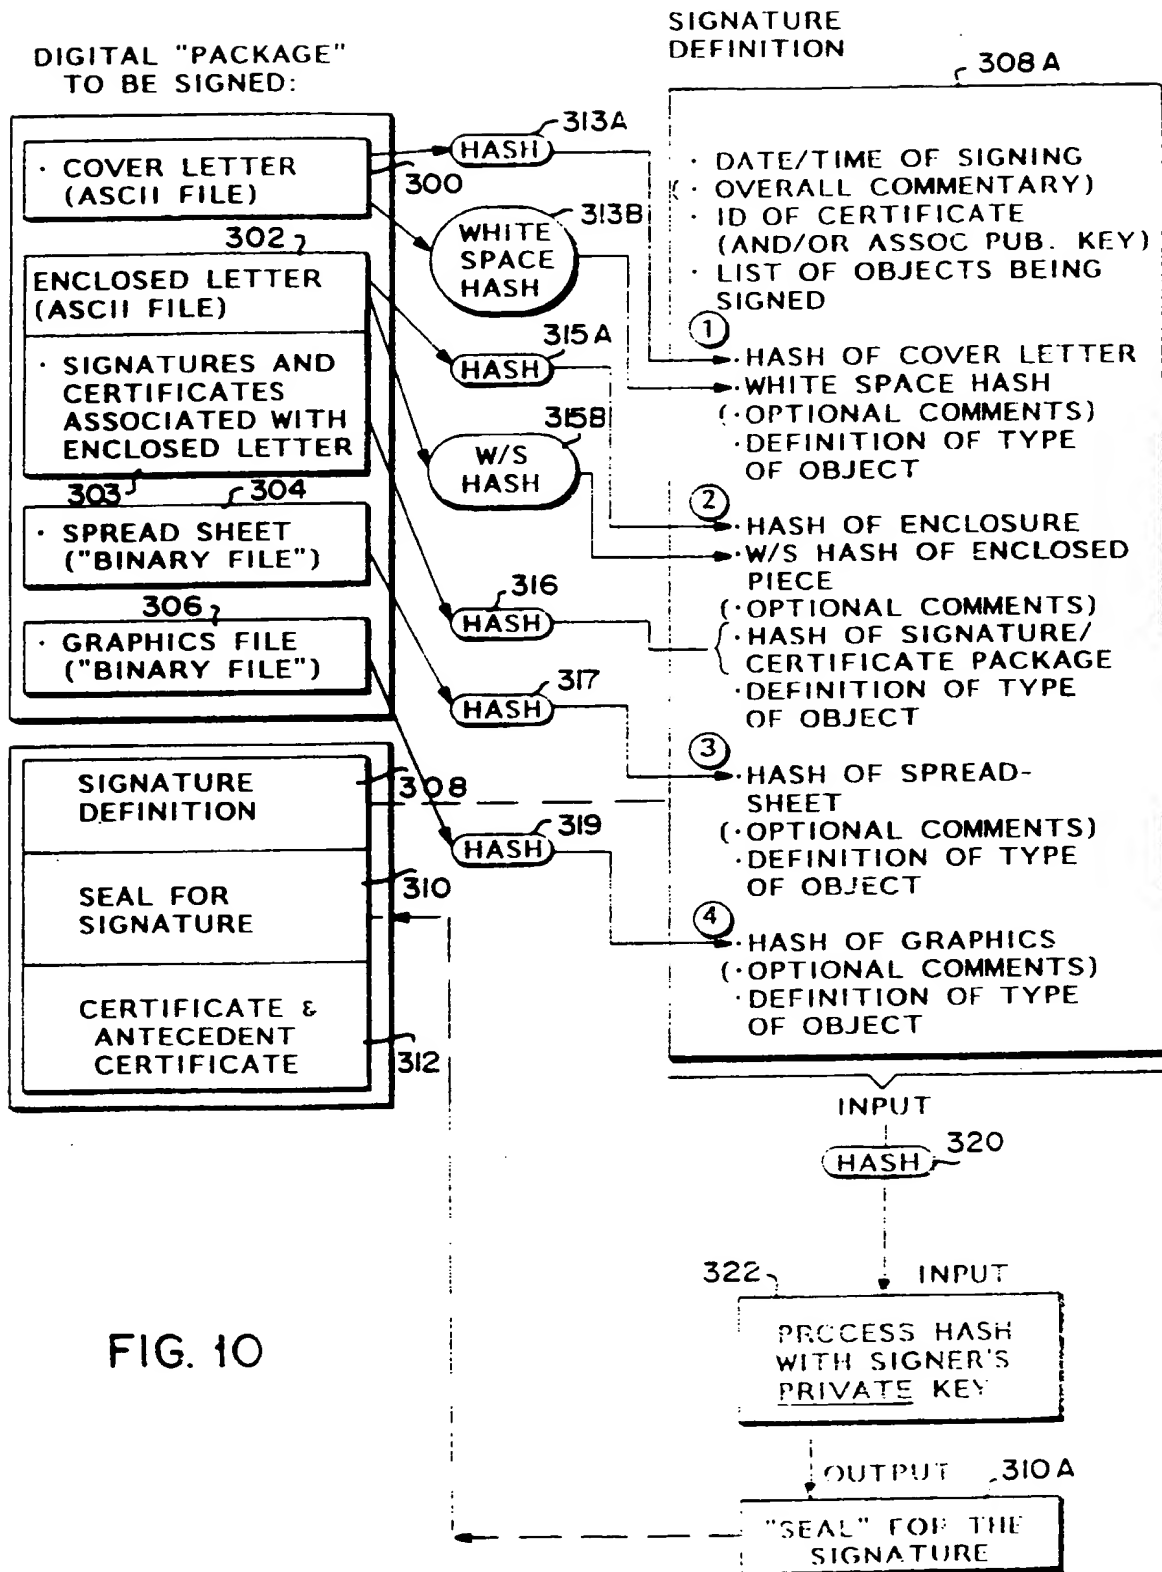 DIGITAL "PACKAGE"
TO BE SIGNED:
· COVER LETTER
(ASCII FILE)
300
302
ENCLOSED LETTER
(ASCII FILE)
· SIGNATURES AND
CERTIFICATES
ASSOCIATED WITH
ENCLOSED LETTER
303
304
· SPREAD SHEET
("BINARY FILE")
306
· GRAPHICS FILE
("BINARY FILE")
SIGNATURE
DEFINITION
308
SEAL FOR
SIGNATURE
310
CERTIFICATE &
ANTECEDENT
CERTIFICATE
312
313A
HASH
313B
WHITE
SPACE
HASH
315A
HASH
315B
W/S
HASH
316
HASH
317
HASH
319
HASH
SIGNATURE
DEFINITION
308A
· DATE/TIME OF SIGNING
(· OVERALL COMMENTARY)
· ID OF CERTIFICATE
(AND/OR ASSOC PUB. KEY)
· LIST OF OBJECTS BEING
SIGNED
1
· HASH OF COVER LETTER
· WHITE SPACE HASH
(· OPTIONAL COMMENTS)
· DEFINITION OF TYPE
OF OBJECT
2
· HASH OF ENCLOSURE
· W/S HASH OF ENCLOSED
PIECE
(· OPTIONAL COMMENTS)
· HASH OF SIGNATURE/
CERTIFICATE PACKAGE
· DEFINITION OF TYPE
OF OBJECT
3
· HASH OF SPREAD-
SHEET
(· OPTIONAL COMMENTS)
· DEFINITION OF TYPE
OF OBJECT
4
· HASH OF GRAPHICS
(· OPTIONAL COMMENTS)
· DEFINITION OF TYPE
OF OBJECT
INPUT
HASH
320
322
INPUT
PROCESS HASH
WITH SIGNER'S
PRIVATE KEY
OUTPUT
310A
"SEAL" FOR THE
SIGNATURE
FIG. 10